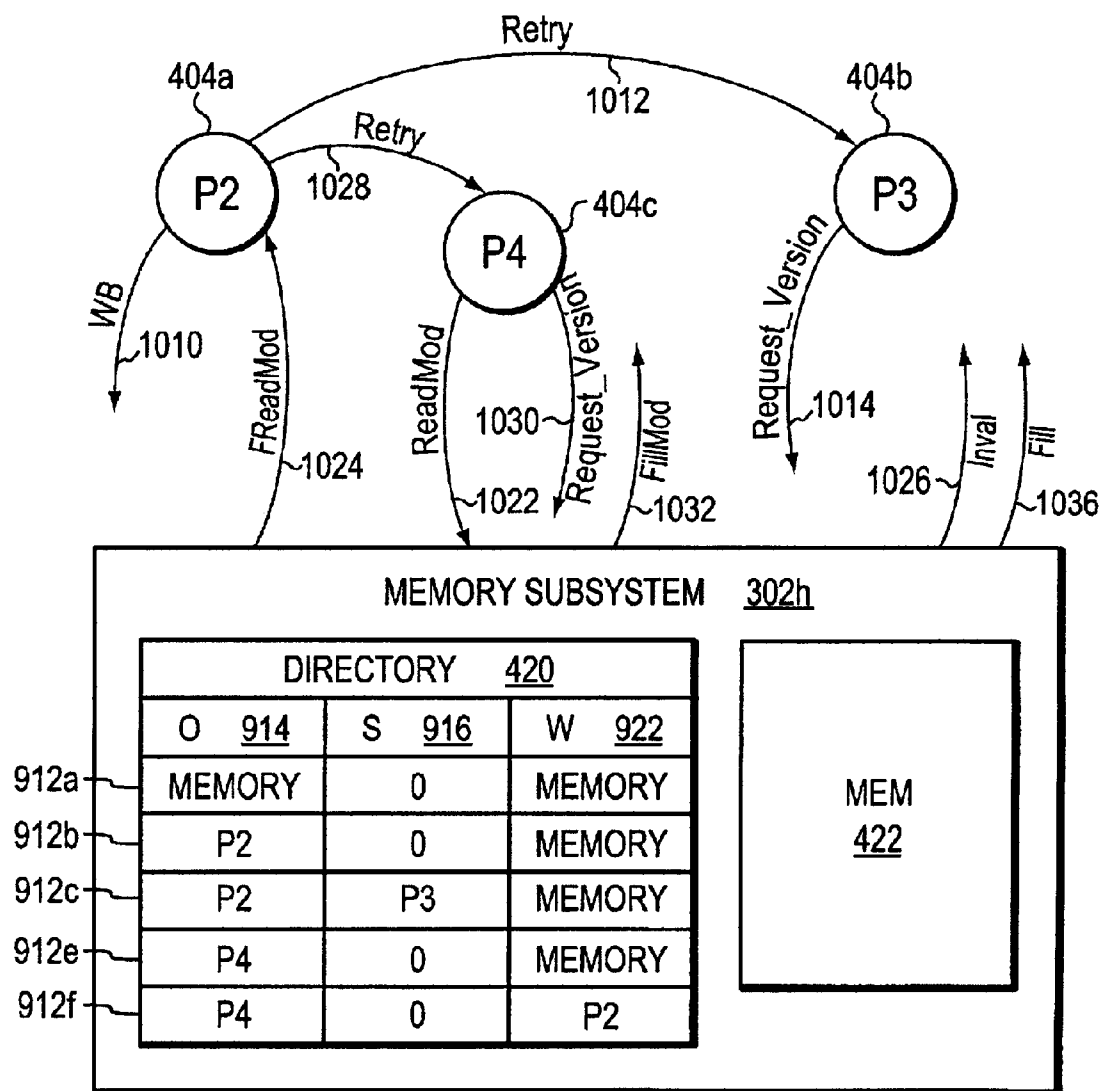 Retry
404a
1012
404b
Retry
P2
1028
404c
P3
P4
WB
1010
FReadMod
1024
ReadMod
1022
Request_Version
1030
FillMod
1032
Request_Version
1014
Inval
1026
Fill
1036
MEMORY SUBSYSTEM 302h
DIRECTORY 420
O 914 S 916 W 922
912a MEMORY 0 MEMORY
912b P2 0 MEMORY
912c P2 P3 MEMORY
912e P4 0 MEMORY
912f P4 0 P2
MEM
422